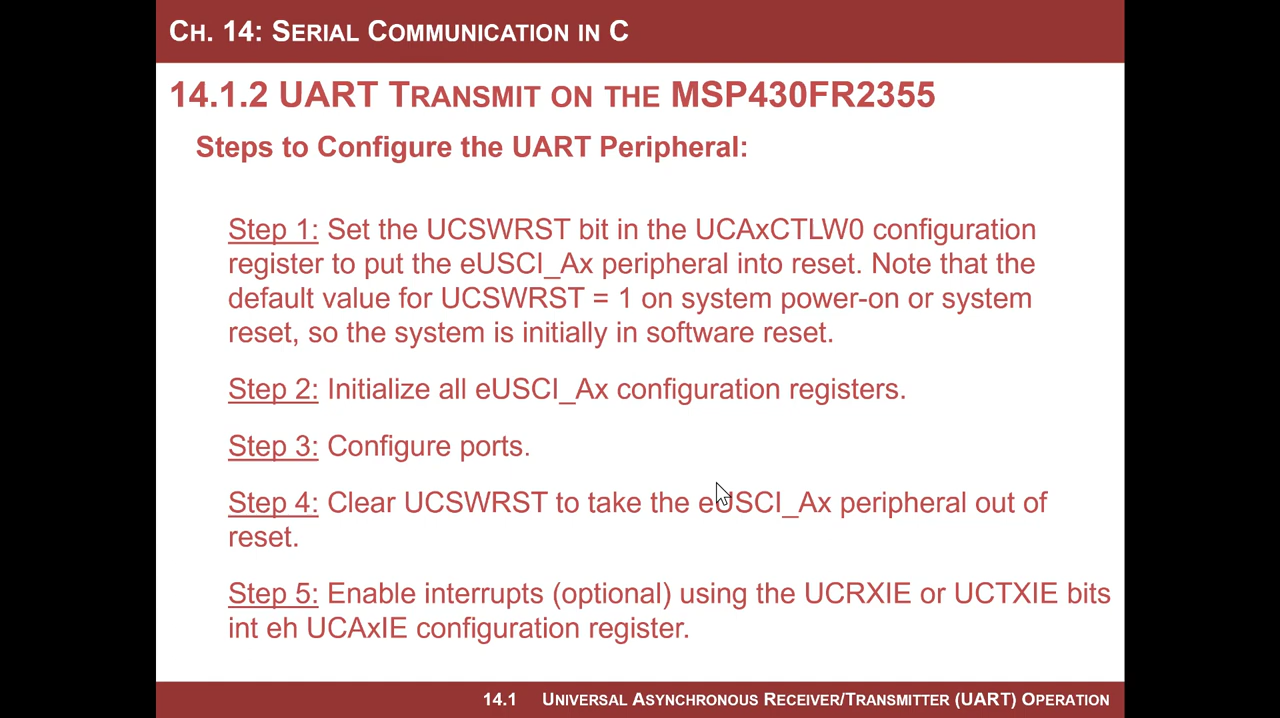 CH. 14: SERIAL COMMUNICATION IN C
14.1.2 UART TRANSMIT ON THE MSP430FR2355
Steps to Configure the UART Peripheral:
Step 1: Set the UCSWRST bit in the UCAxCTLW0 configuration
register to put the eUSCI_Ax peripheral into reset. Note that the
default value for UCSWRST = 1 on system power-on or system
reset, so the system is initially in software reset.
Step 2: Initialize all eUSCI_Ax configuration registers.
Step 3: Configure ports.
Step 4: Clear UCSWRST to take the eUSCI_Ax peripheral out of
reset.
Step 5: Enable interrupts (optional) using the UCRXIE or UCTXIE bits
int eh UCAxIE configuration register.
14.1 UNIVERSAL ASYNCHRONOUS RECEIVER/TRANSMITTER (UART) OPERATION